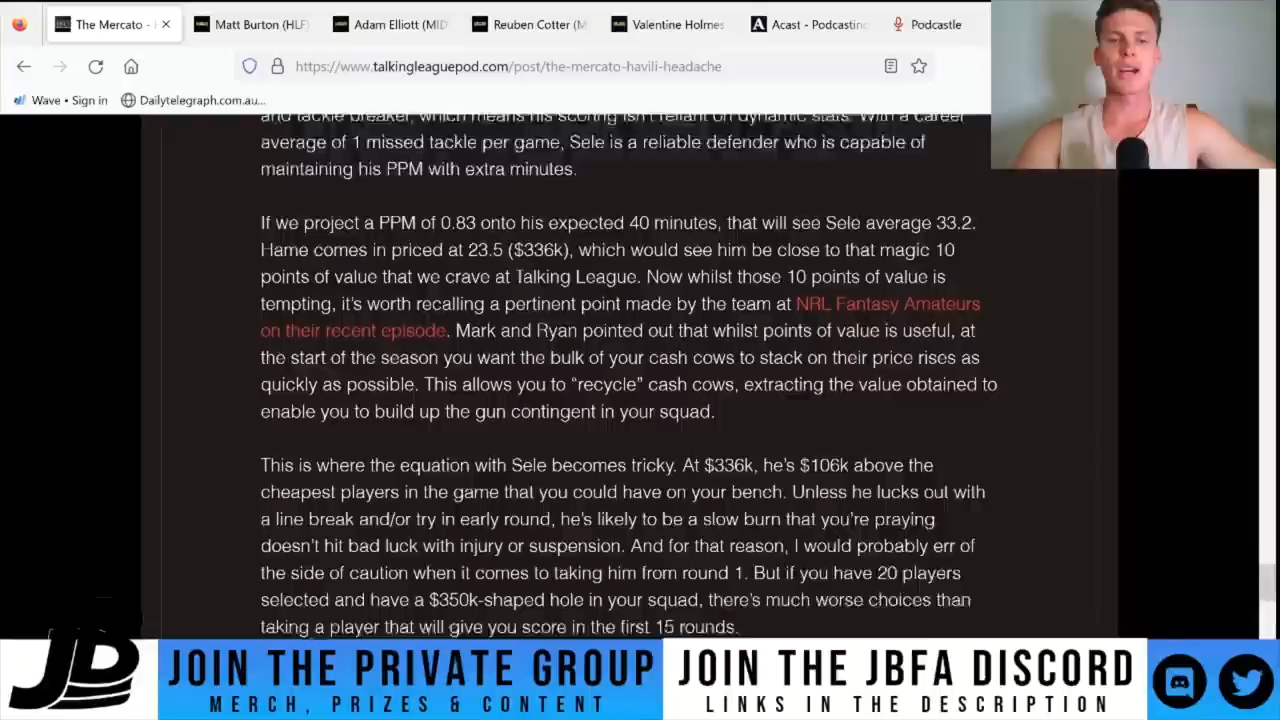 The Mercato -
Matt Burton (HLF
Adam Elliott (MID
Reuben Cotter (M
Valentine Holmes
Acast - Podcasting
Podcastle
https://www.talkingleaguepod.com/post/the-mercato-havili-headache
Wave • Sign in
Dailytelegraph.com.au...
and tackle breaker, which means his scoring isn't reliant on dynamic stats. With a career
average of 1 missed tackle per game, Sele is a reliable defender who is capable of
maintaining his PPM with extra minutes.
If we project a PPM of 0.83 onto his expected 40 minutes, that will see Sele average 33.2.
Hame comes in priced at 23.5 ($336k), which would see him be close to that magic 10
points of value that we crave at Talking League. Now whilst those 10 points of value is
tempting, it's worth recalling a pertinent point made by the team at NRL Fantasy Amateurs
on their recent episode. Mark and Ryan pointed out that whilst points of value is useful, at
the start of the season you want the bulk of your cash cows to stack on their price rises as
quickly as possible. This allows you to "recycle" cash cows, extracting the value obtained to
enable you to build up the gun contingent in your squad.
This is where the equation with Sele becomes tricky. At $336k, he's $106k above the
cheapest players in the game that you could have on your bench. Unless he lucks out with
a line break and/or try in early round, he's likely to be a slow burn that you're praying
doesn't hit bad luck with injury or suspension. And for that reason, I would probably err of
the side of caution when it comes to taking him from round 1. But if you have 20 players
selected and have a $350k-shaped hole in your squad, there's much worse choices than
taking a player that will give you score in the first 15 rounds.
JB
JOIN THE PRIVATE GROUP
MERCH, PRIZES & CONTENT
JOIN THE JBFA DISCORD
LINKS IN THE DESCRIPTION